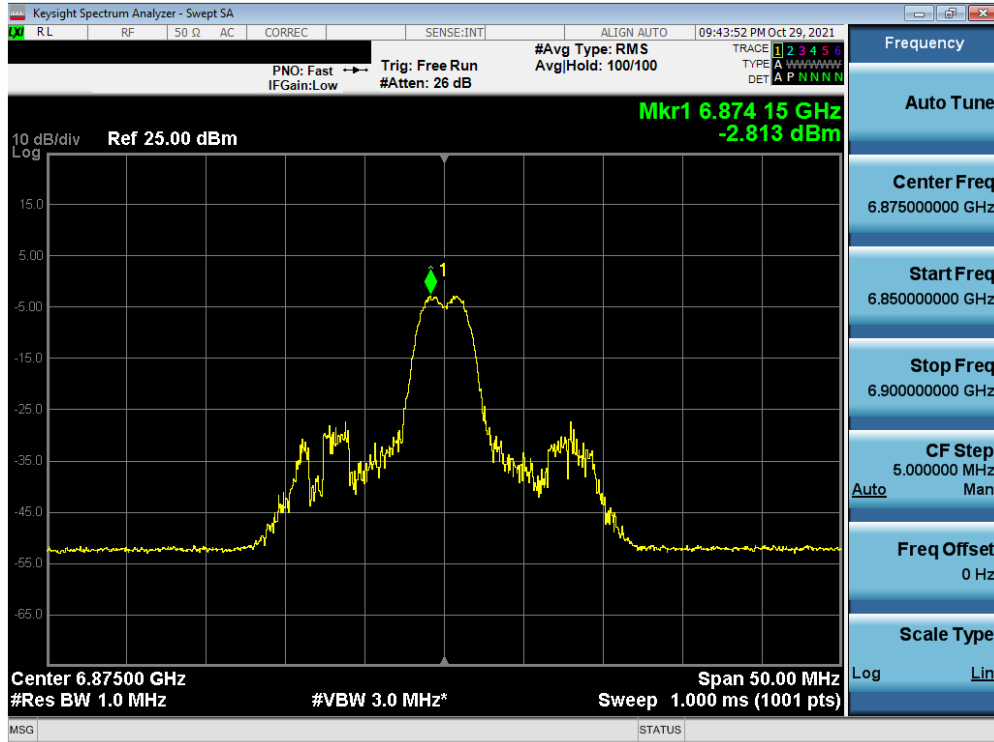 Keysight Spectrum Analyzer - Swept SA
LXI RL RF 50 Ω AC CORREC SENSE:INT ALIGN AUTO 09:43:52 PM Oct 29, 2021
PNO: Fast
IFGain:Low
Trig: Free Run
#Atten: 26 dB
#Avg Type: RMS
Avg|Hold: 100/100
TRACE 1 2 3 4 5 6
TYPE A WWWWW
DET A P N N N N
Mkr1 6.874 15 GHz
-2.813 dBm
10 dB/div Ref 25.00 dBm
Log
15.0
5.00
-5.00
-15.0
-25.0
-35.0
-45.0
-55.0
-65.0
1
Center 6.87500 GHz Span 50.00 MHz
#Res BW 1.0 MHz #VBW 3.0 MHz* Sweep 1.000 ms (1001 pts)
MSG STATUS
Frequency
Auto Tune
Center Freq
6.875000000 GHz
Start Freq
6.850000000 GHz
Stop Freq
6.900000000 GHz
CF Step
5.000000 MHz
Auto Man
Freq Offset
0 Hz
Scale Type
Log Lin